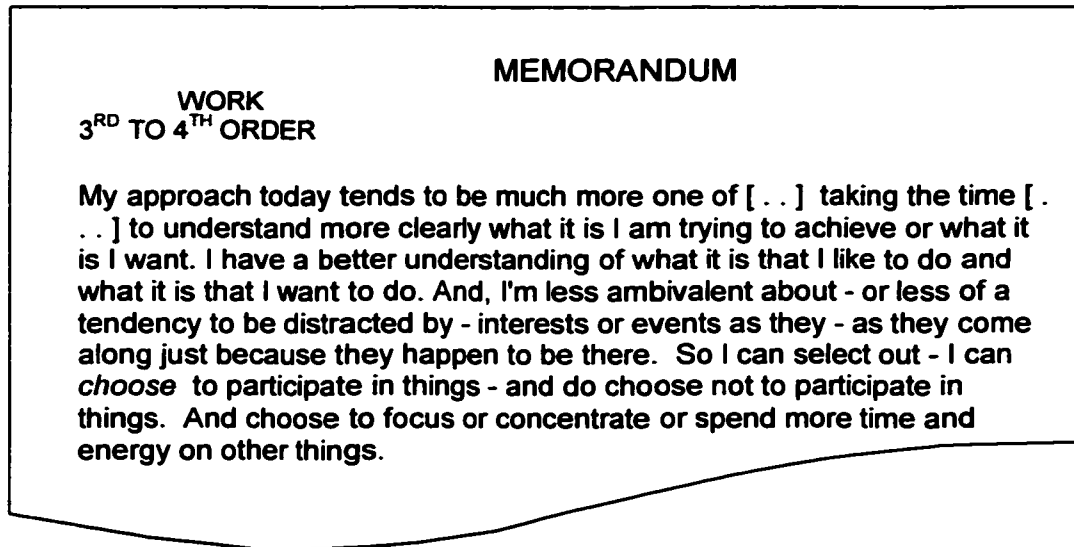 MEMORANDUM
WORK
3RD TO 4TH ORDER
My approach today tends to be much more one of [ . . ] taking the time [ .
. . ] to understand more clearly what it is I am trying to achieve or what it
is I want. I have a better understanding of what it is that I like to do and
what it is that I want to do. And, I'm less ambivalent about - or less of a
tendency to be distracted by - interests or events as they - as they come
along just because they happen to be there. So I can select out - I can
choose to participate in things - and do choose not to participate in
things. And choose to focus or concentrate or spend more time and
energy on other things.